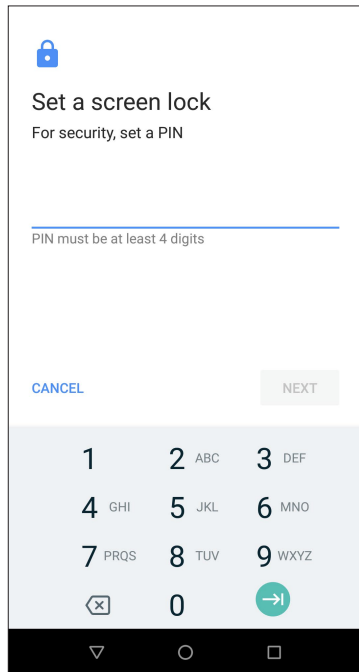 Set a screen lock
For security, set a PIN
PIN must be at least 4 digits
CANCEL NEXT
1 2 ABC 3 DEF
4 GHI 5 JKL 6 MNO
7 PRQS 8 TUV 9 WXYZ
0